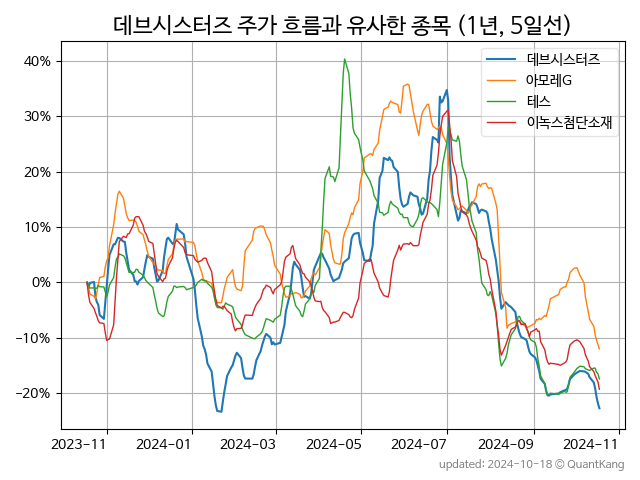 데브시스터즈 주가 흐름과 유사한 종목 (1년, 5일선)
데브시스터즈
아모레G
테스
이녹스첨단소재
40%
30%
20%
10%
0%
−10%
−20%
2023-11 2024-01 2024-03 2024-05 2024-07 2024-09 2024-11
updated: 2024-10-18 © QuantKang